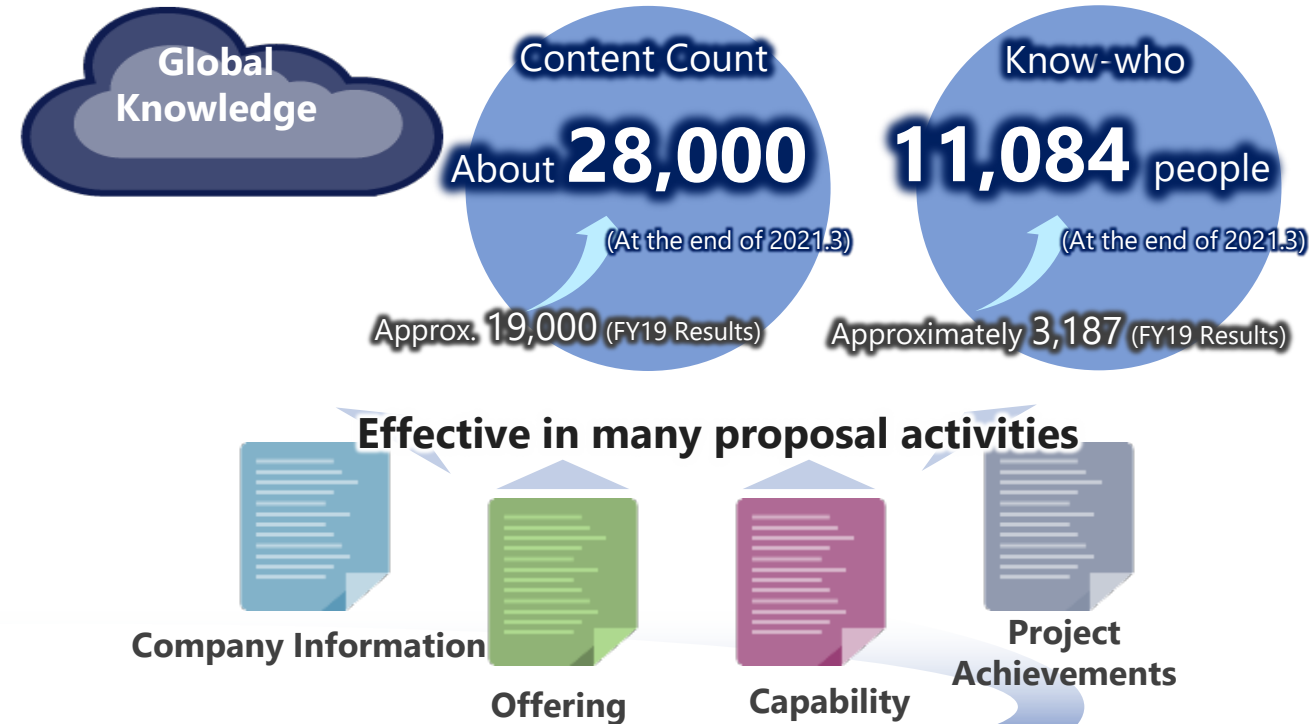 Global
Knowledge
Content Count
About 28,000
(At the end of 2021.3)
Approx. 19,000 (FY19 Results)
Know-who
11,084 people
(At the end of 2021.3)
Approximately 3,187 (FY19 Results)
Effective in many proposal activities
Company Information
Offering
Capability
Project
Achievements